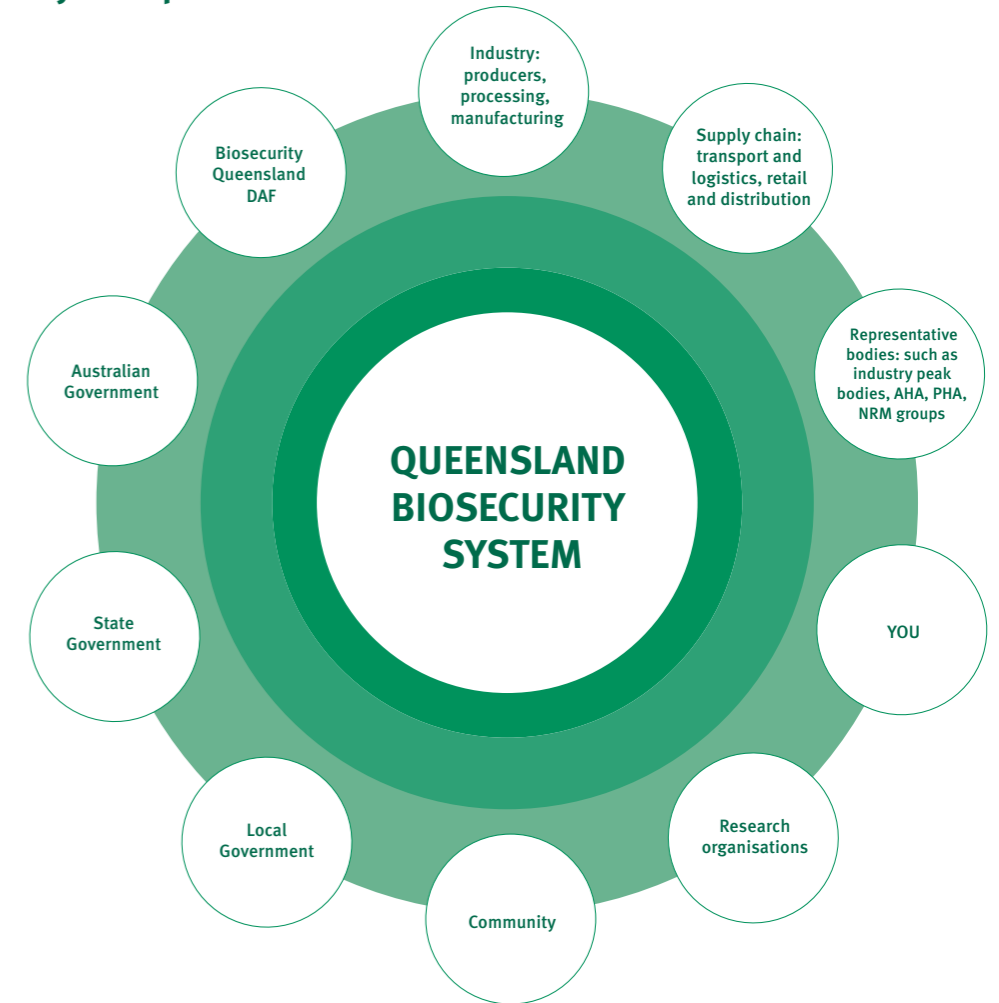 Industry:
producers,
processing,
manufacturing
Supply chain:
transport and
logistics, retail
and distribution
Representative
bodies: such as
industry peak
bodies, AHA, PHA,
NRM groups
YOU
Research
organisations
Community
Local
Government
State
Government
Australian
Government
Biosecurity
Queensland
DAF
QUEENSLAND
BIOSECURITY
SYSTEM